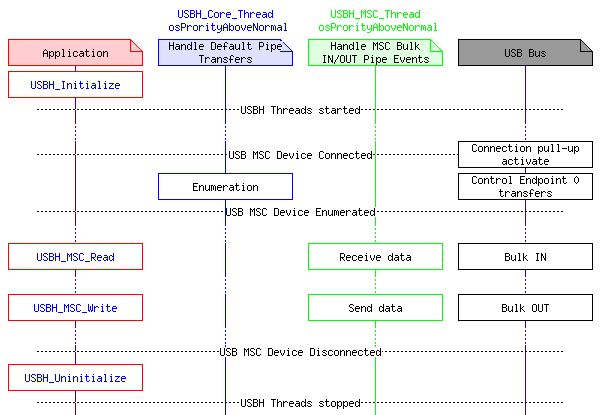 USBH_Core_Thread
osProrityAboveNormal
USBH_MSC_Thread
osProrityAboveNormal
Application
Handle Default Pipe
Transfers
Handle MSC Bulk
IN/OUT Pipe Events
USB Bus
USBH_Initialize
USBH Threads started
Connection pull-up
activate
USB MSC Device Connected
Enumeration
Control Endpoint 0
transfers
USB MSC Device Enumerated
USBH_MSC_Read
Receive data
Bulk IN
USBH_MSC_Write
Send data
Bulk OUT
USB MSC Device Disconnected
USBH_Uninitialize
USBH Threads stopped